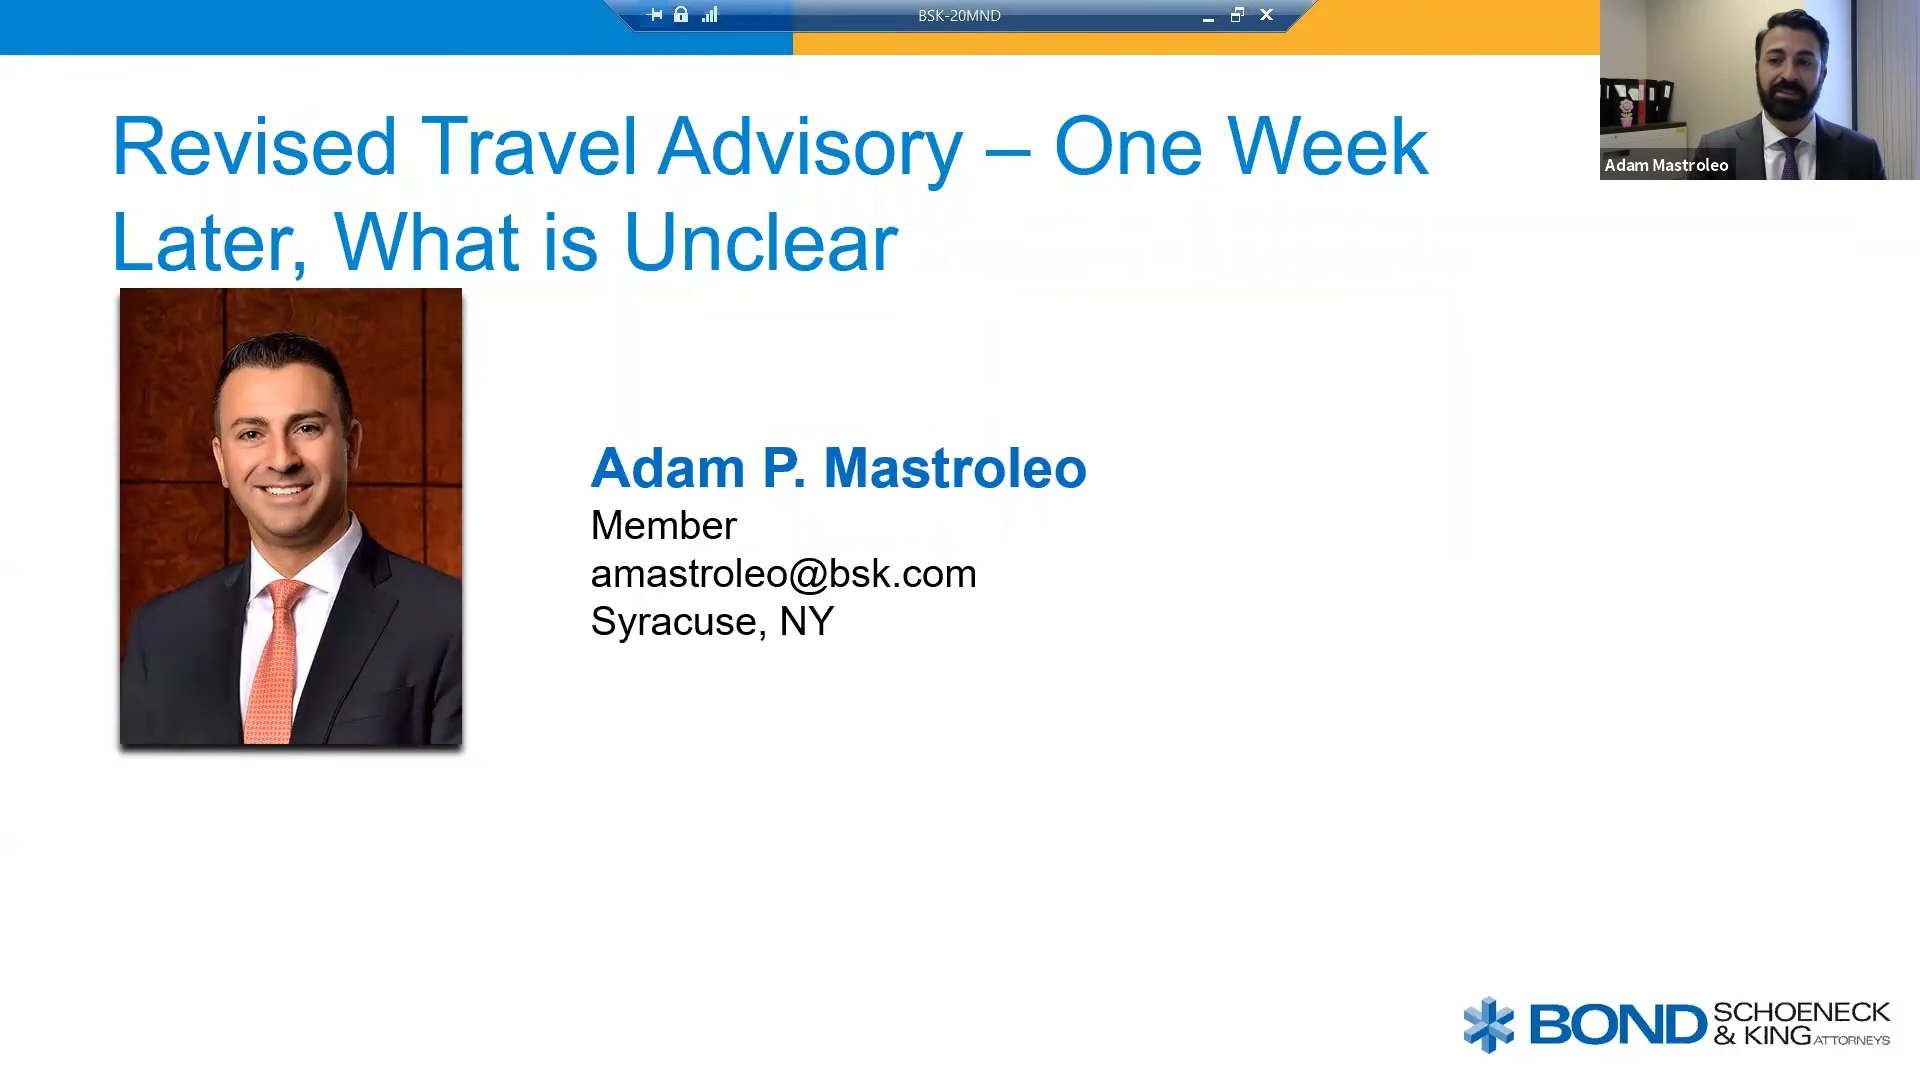 BSK-20MND
Revised Travel Advisory – One Week
Later, What is Unclear
Adam Mastroleo
Adam P. Mastroleo
Member
amastroleo@bsk.com
Syracuse, NY
BOND SCHOENECK
& KING ATTORNEYS